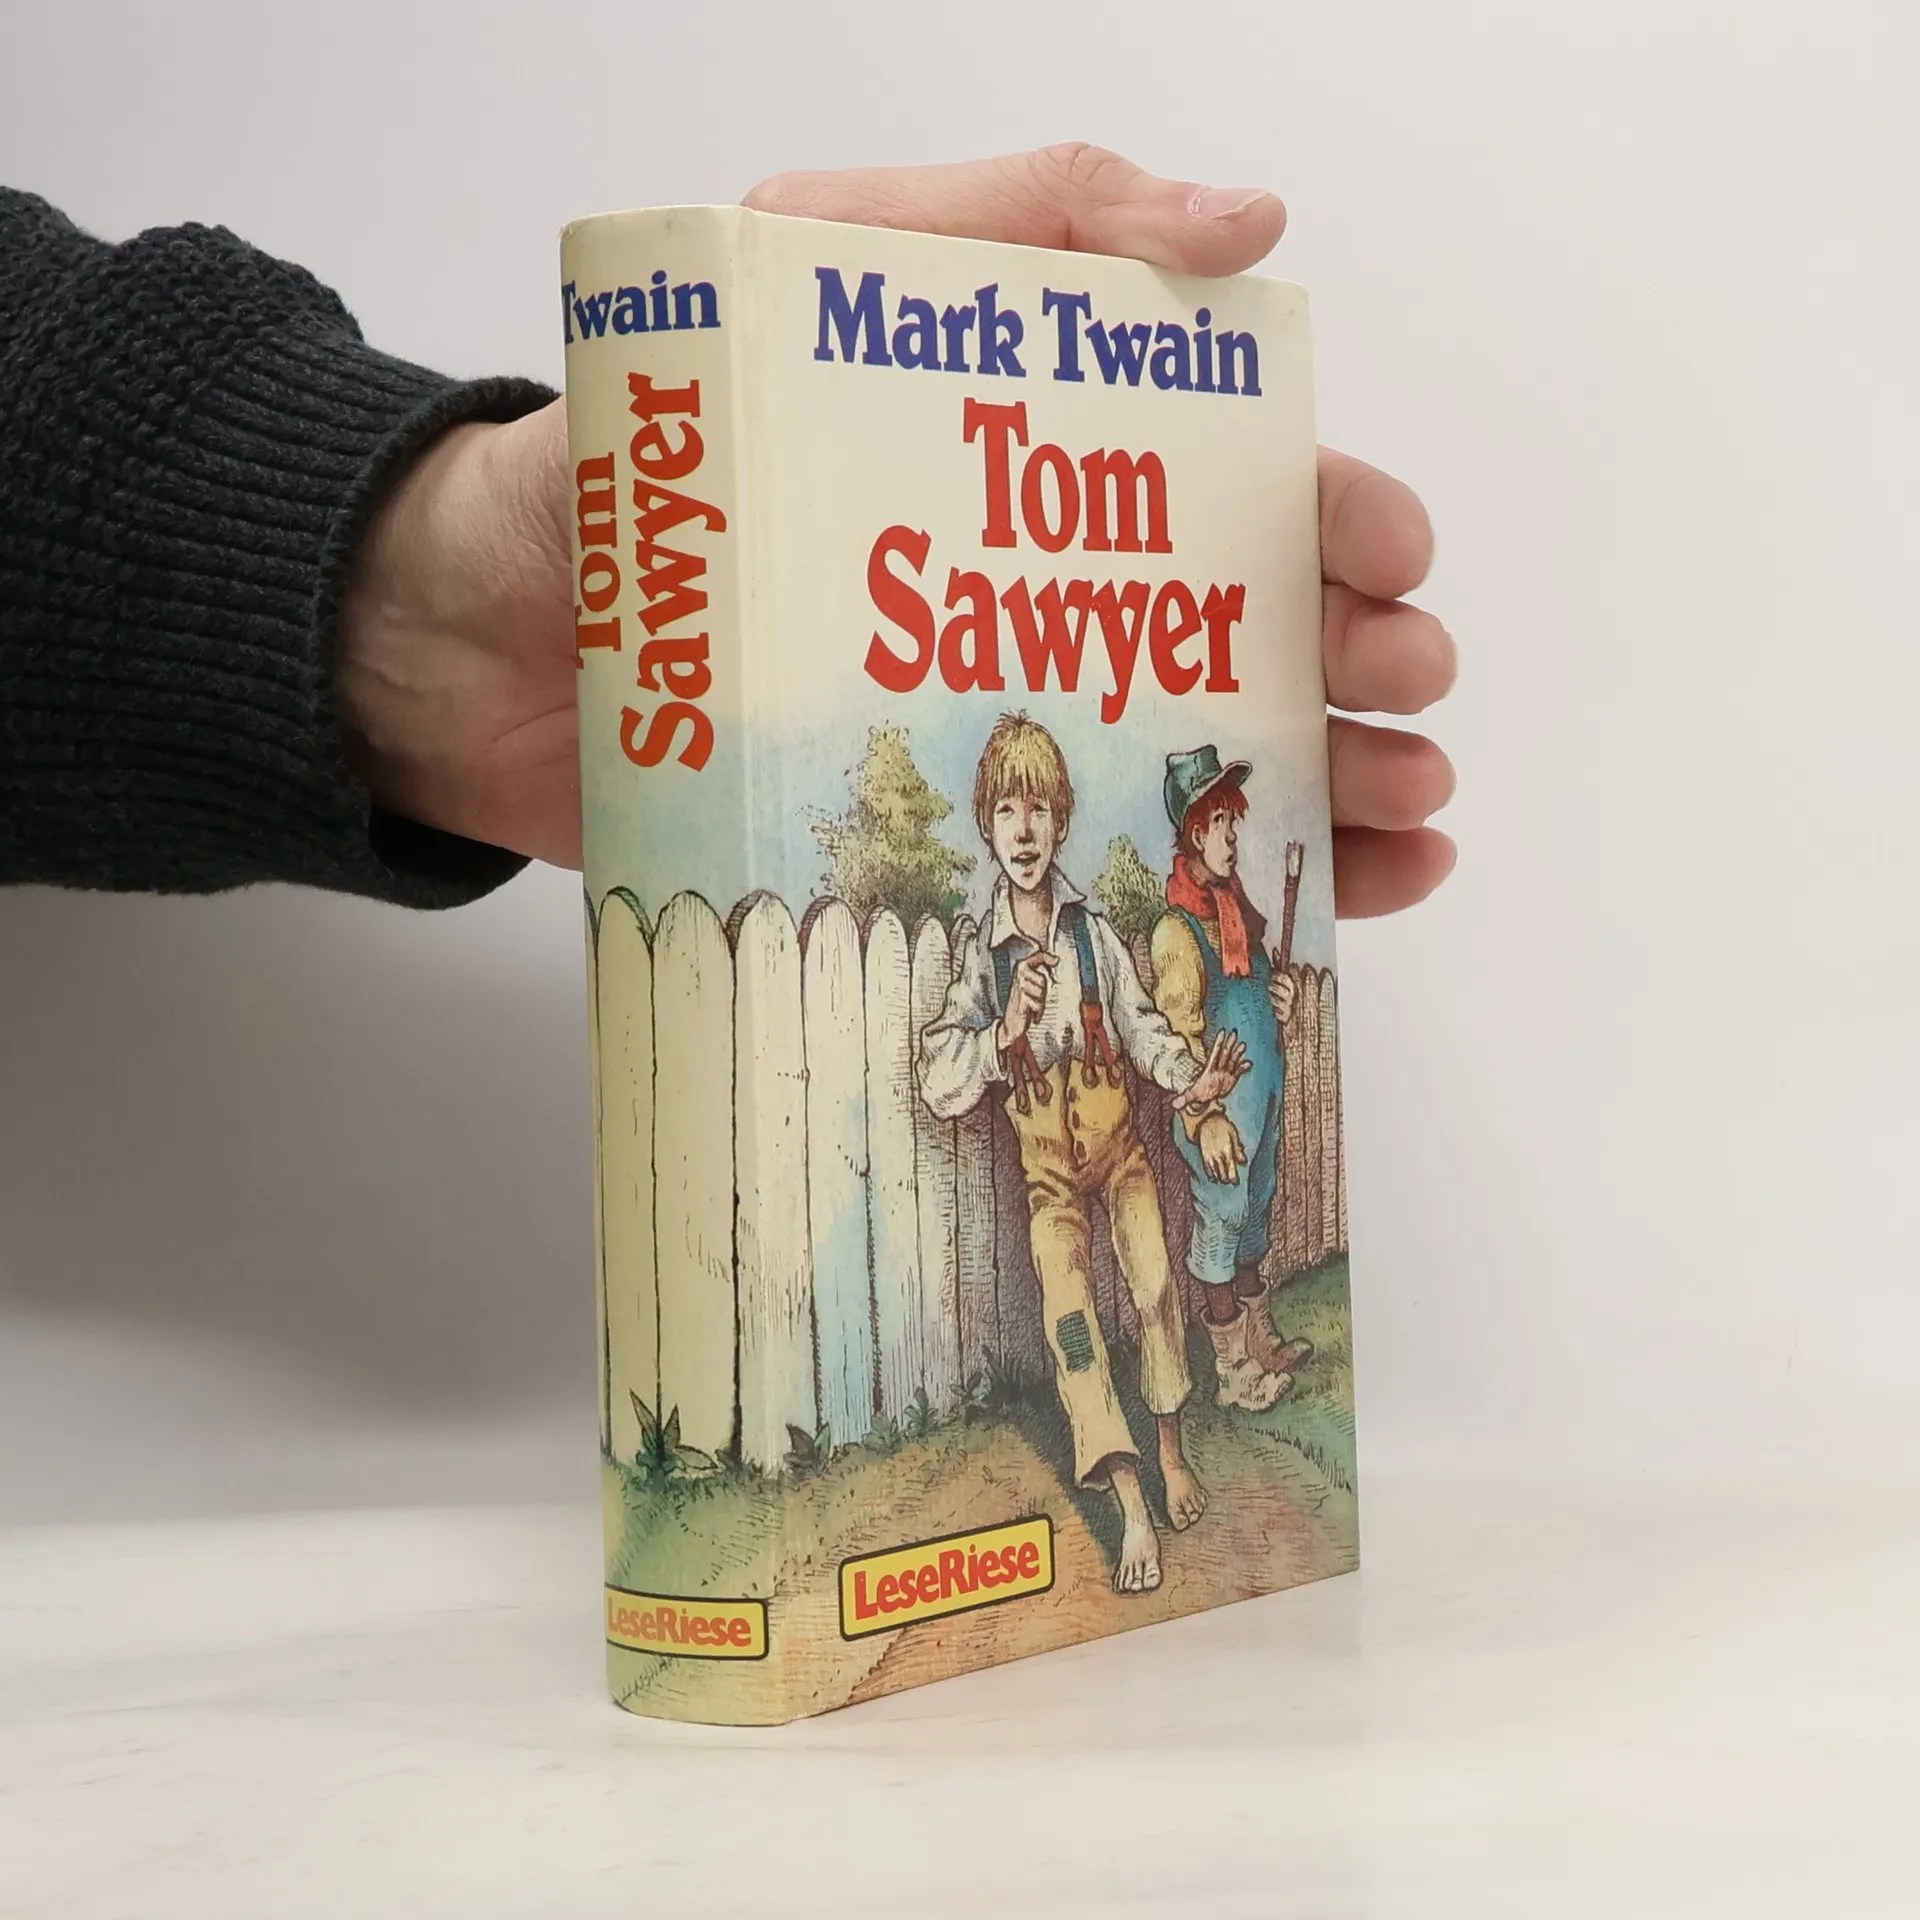 Twain
Tom
Sawyer
LeseRiese
Mark Twain
Tom
Sawyer
LeseRiese